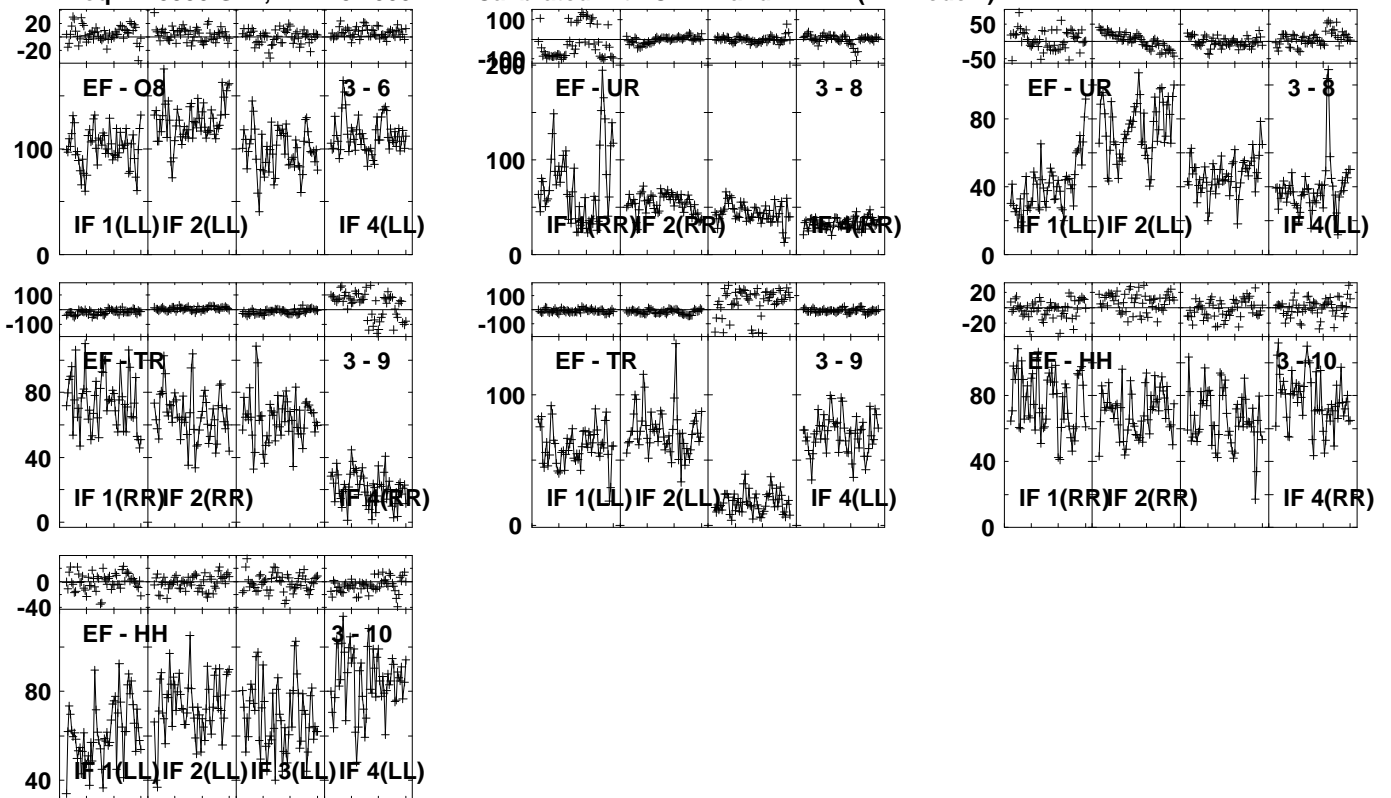 20
-20
EF - O8 3 - 6
100
IF 1(LL) IF 2(LL) IF 4(LL)
0
100
-100
200
EF - UR 3 - 8
100
IF 1(RR) IF 2(RR) IF 4(RR)
0
50
-50
EF - UR 3 - 8
80
40
IF 1(LL) IF 2(LL) IF 4(LL)
0
100
-100
EF - TR 3 - 9
80
40
IF 1(RR) IF 2(RR) IF 4(RR)
0
100
-100
EF - TR 3 - 9
100
IF 1(LL) IF 2(LL) IF 4(LL)
0
20
-20
EF - HH 3 - 10
80
40
IF 1(RR) IF 2(RR) IF 4(RR)
0
0
-40
EF - HH 3 - 10
80
IF 1(LL) IF 2(LL) IF 3(LL) IF 4(LL)
40